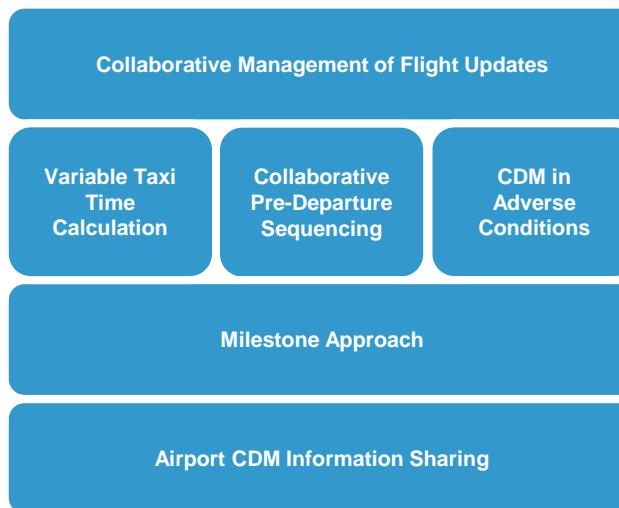 Collaborative Management of Flight Updates
Variable Taxi
Time
Calculation
Collaborative
Pre-Departure
Sequencing
CDM in
Adverse
Conditions
Milestone Approach
Airport CDM Information Sharing